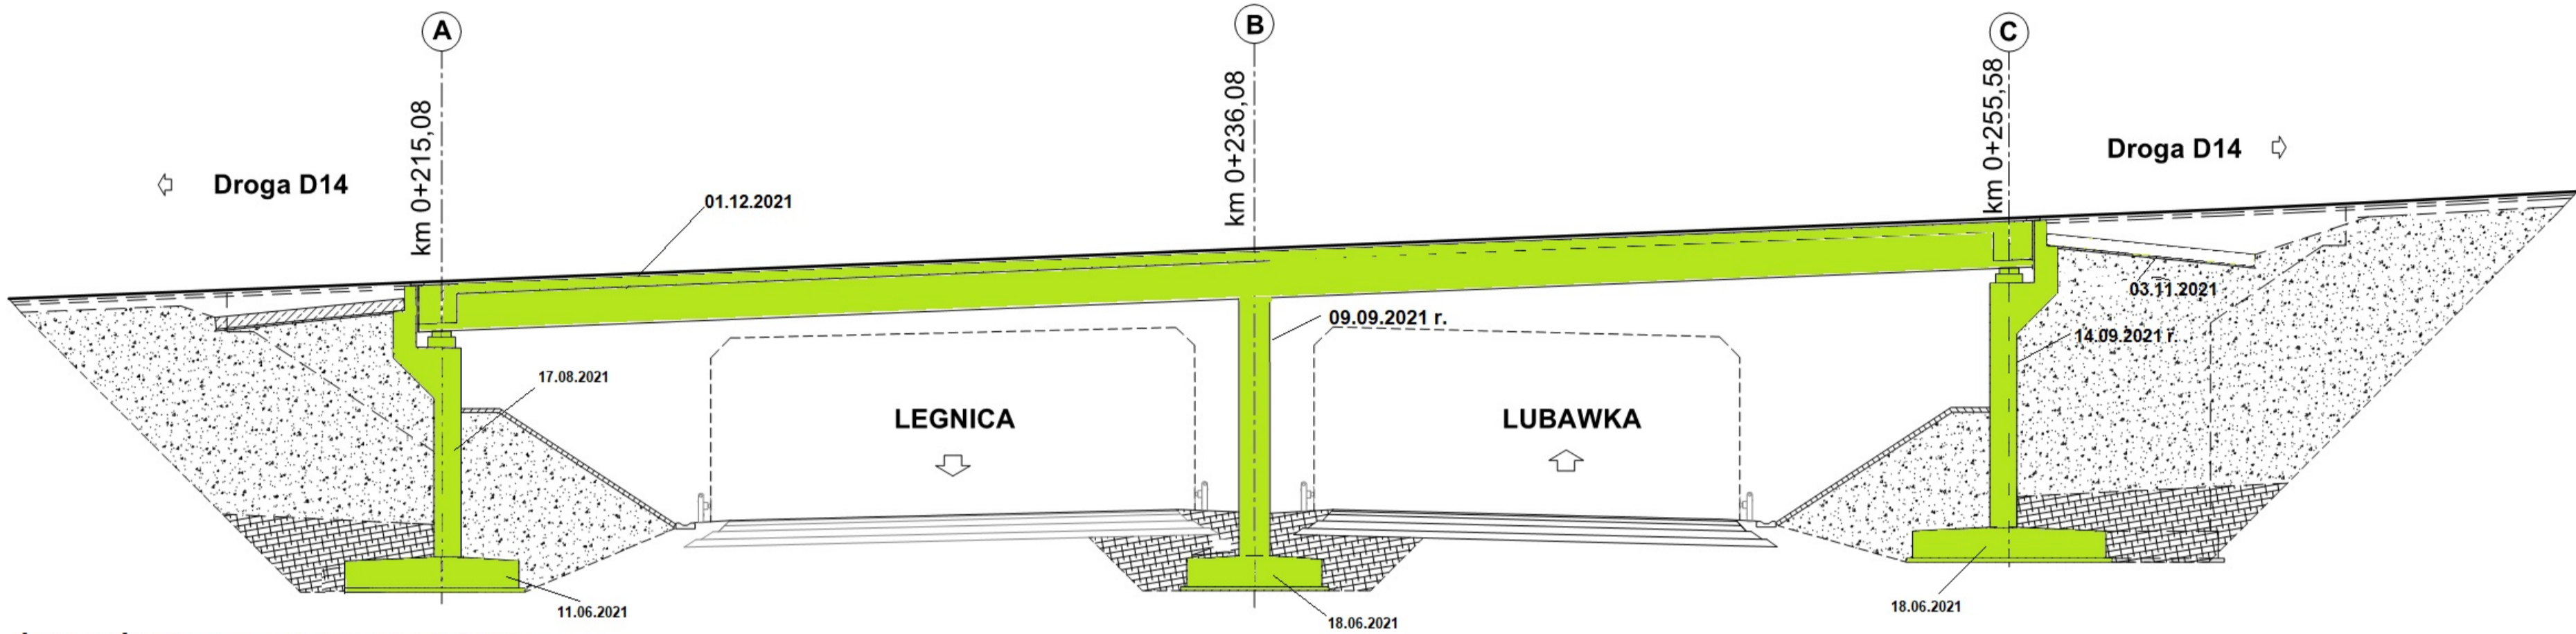 A
B
C
km 0+215,08
km 0+236,08
km 0+255,58
Droga D14
Droga D14
01.12.2021
03.11.2021
09.09.2021 r.
14.09.2021 r.
17.08.2021
LEGNICA
LUBAWKA
11.06.2021
18.06.2021
18.06.2021